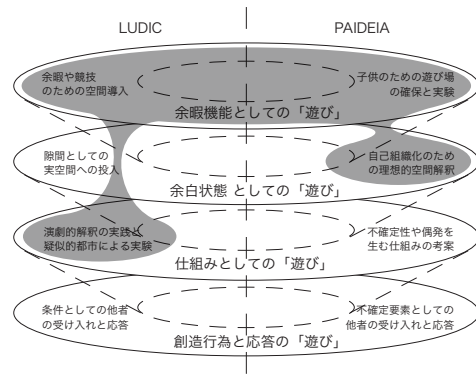 LUDIC
PAIDEIA
余暇や競技
のための空間導入
子供のための遊び場
の確保と実験
余暇機能としての「遊び」
隙間としての
実空間への投入
自己組織化のため
の理想的空間解釈
余白状態 としての「遊び」
演劇的解釈の実践と
疑似的都市による実験
不確定性や偶発を
生む仕組みの考案
仕組みとしての「遊び」
条件としての他者
の受け入れと応答
不確定要素としての
他者の受け入れと応答
創造行為と応答の「遊び」